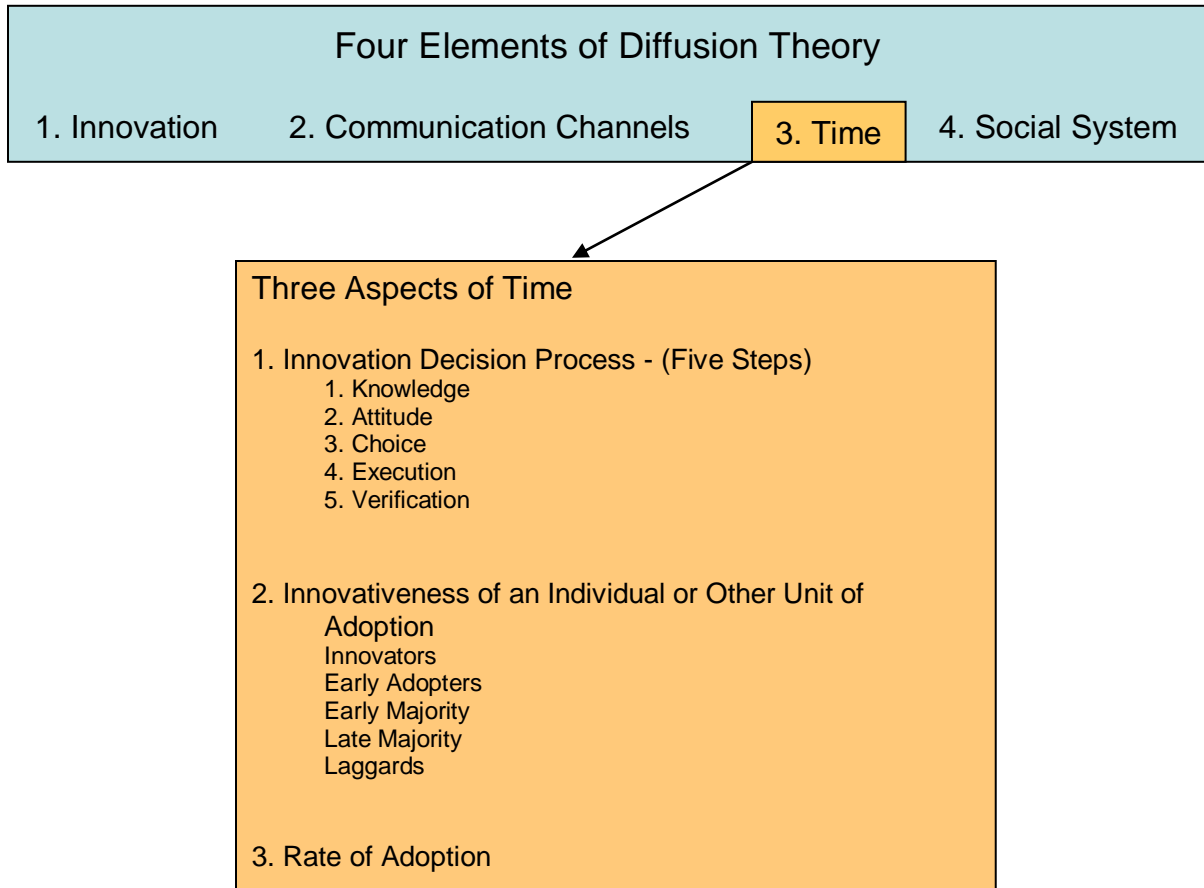 Four Elements of Diffusion Theory
1. Innovation 2. Communication Channels 3. Time 4. Social System
Three Aspects of Time
1. Innovation Decision Process - (Five Steps)
1. Knowledge
2. Attitude
3. Choice
4. Execution
5. Verification
2. Innovativeness of an Individual or Other Unit of
Adoption
Innovators
Early Adopters
Early Majority
Late Majority
Laggards
3. Rate of Adoption